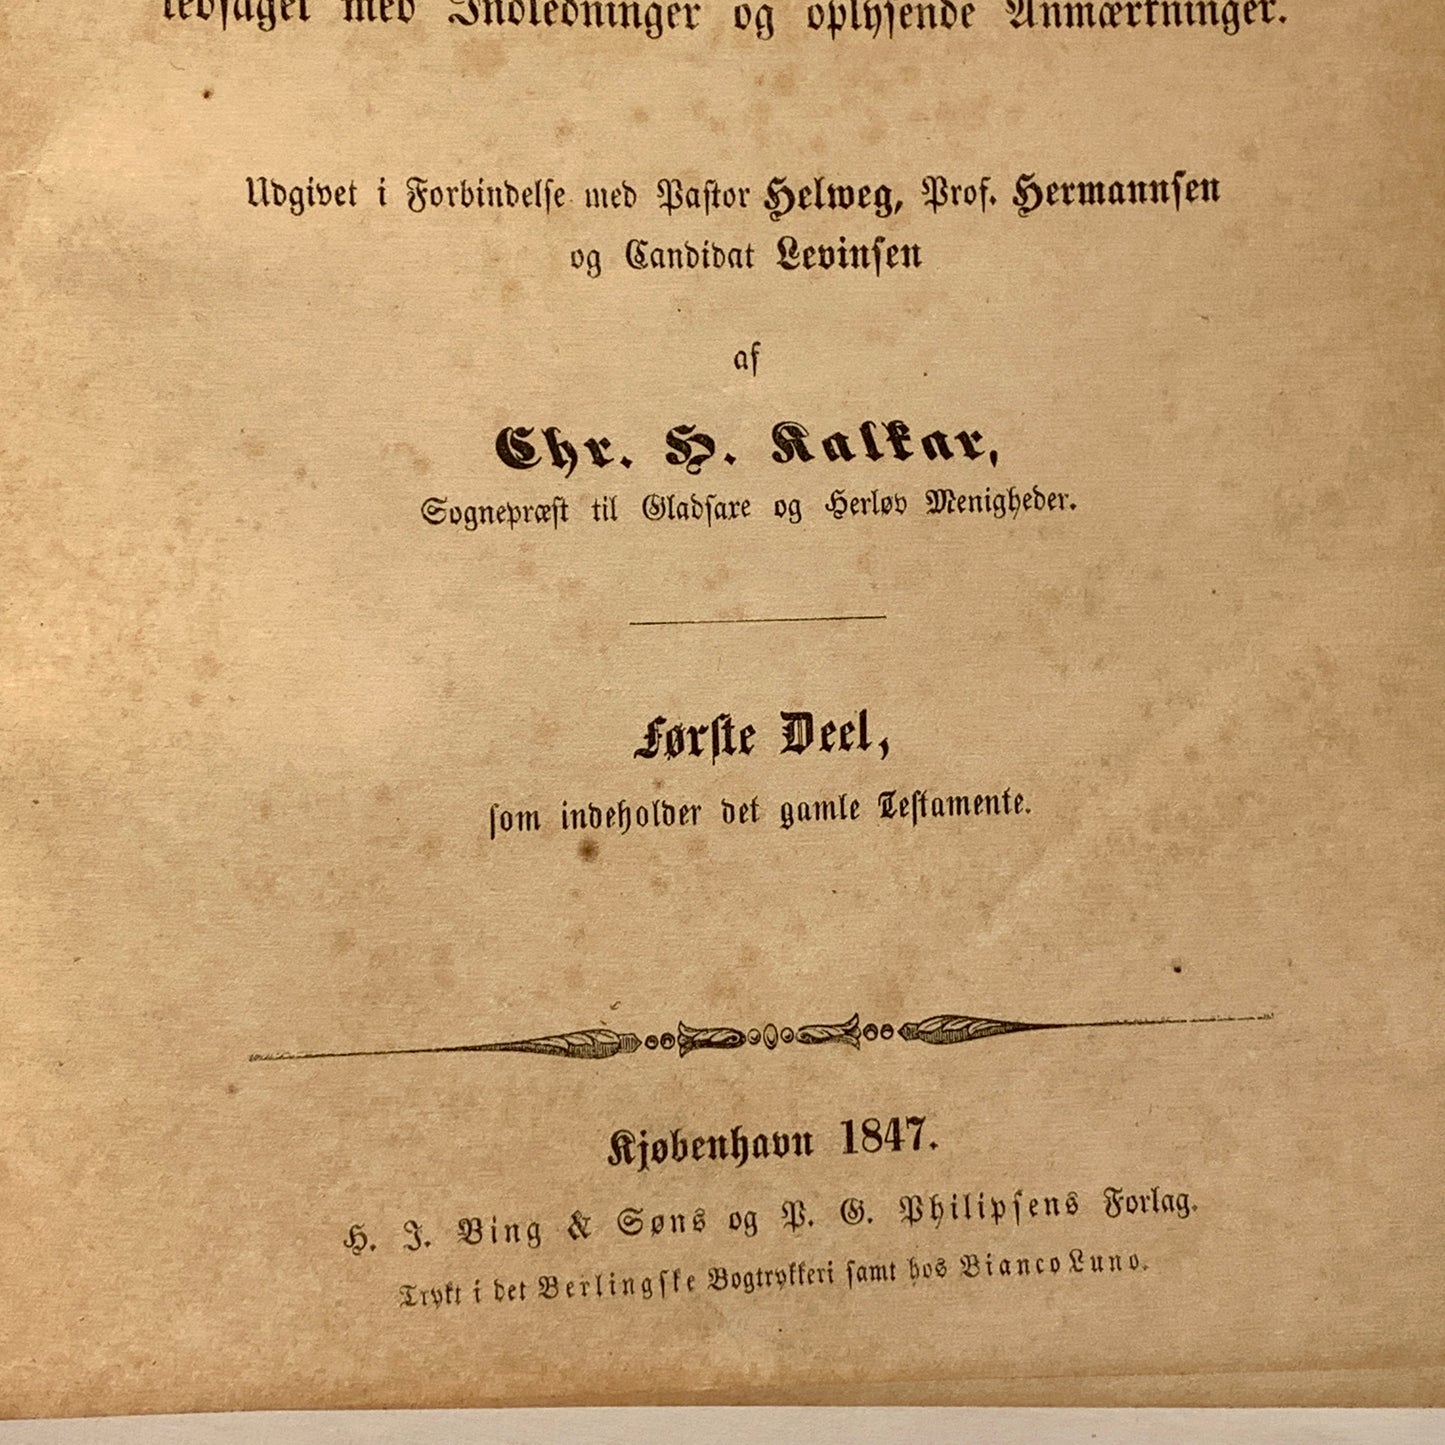 ledsaget med Indledninger og oplysende Anmærkninger.
Udgivet i Forbindelse med Pastor Helweg, Prof. Hermannsen
og Candidat Levinsen
af
Chr. H. Kalkar,
Sognepræst til Gladsaxe og Herløv Menigheder.
Første Deel,
som indeholder det gamle Testamente.
Kjøbenhavn 1847.
H. J. Bing & Søns og P. G. Philipsens Forlag.
Trykt i det Berlingske Bogtrykkeri samt hos Bianco Luno.